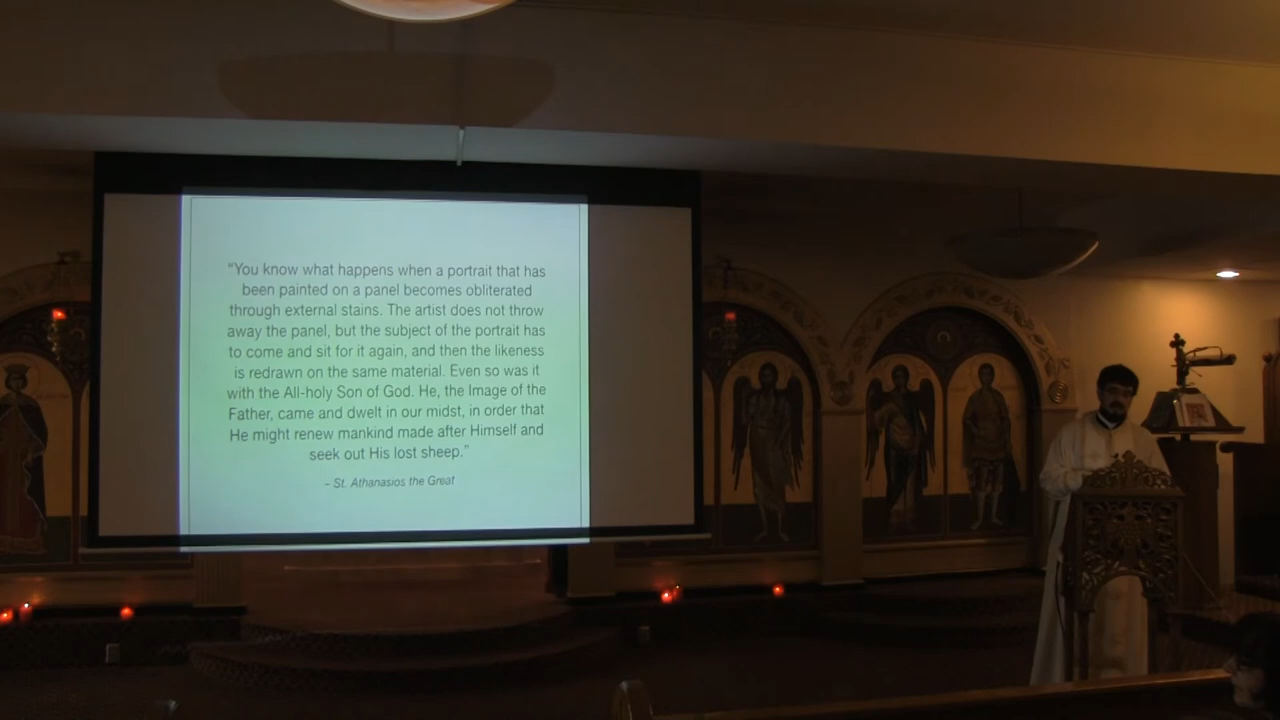 “You know what happens when a portrait that has
been painted on a panel becomes obliterated
through external stains. The artist does not throw
away the panel, but the subject of the portrait has
to come and sit for it again, and then the likeness
is redrawn on the same material. Even so was it
with the All-holy Son of God. He, the Image of the
Father, came and dwelt in our midst, in order that
He might renew mankind made after Himself and
seek out His lost sheep.”
– St. Athanasios the Great